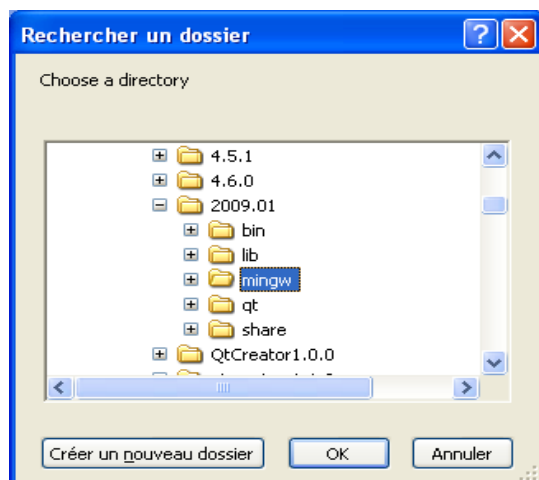 Rechercher un dossier
Choose a directory
4.5.1
4.6.0
2009.01
bin
lib
mingw
qt
share
QtCreator1.0.0
Créer un nouveau dossier OK Annuler